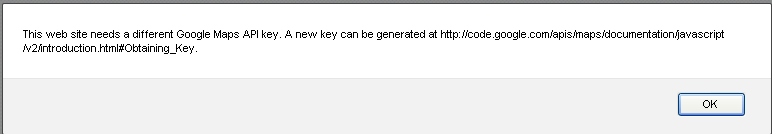 This web site needs a different Google Maps API key. A new key can be generated at http://code.google.com/apis/maps/documentation/javascript
/v2/introduction.html#Obtaining_Key.
OK